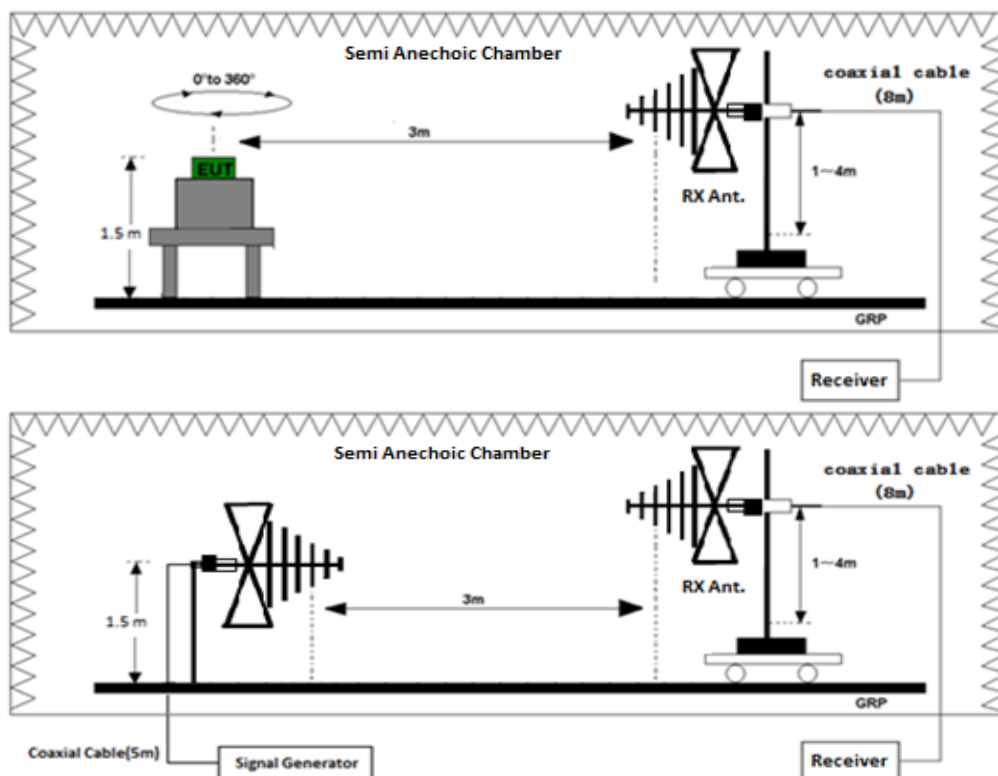 Semi Anechoic Chamber
0°to 360°
coaxial cable
(8m)
3m
EUT
1～4m
RX Ant.
1.5 m
GRP
Receiver
Semi Anechoic Chamber
coaxial cable
(8m)
1～4m
3m
RX Ant.
1.5 m
GRP
Coaxial Cable(5m)
Signal Generator
Receiver